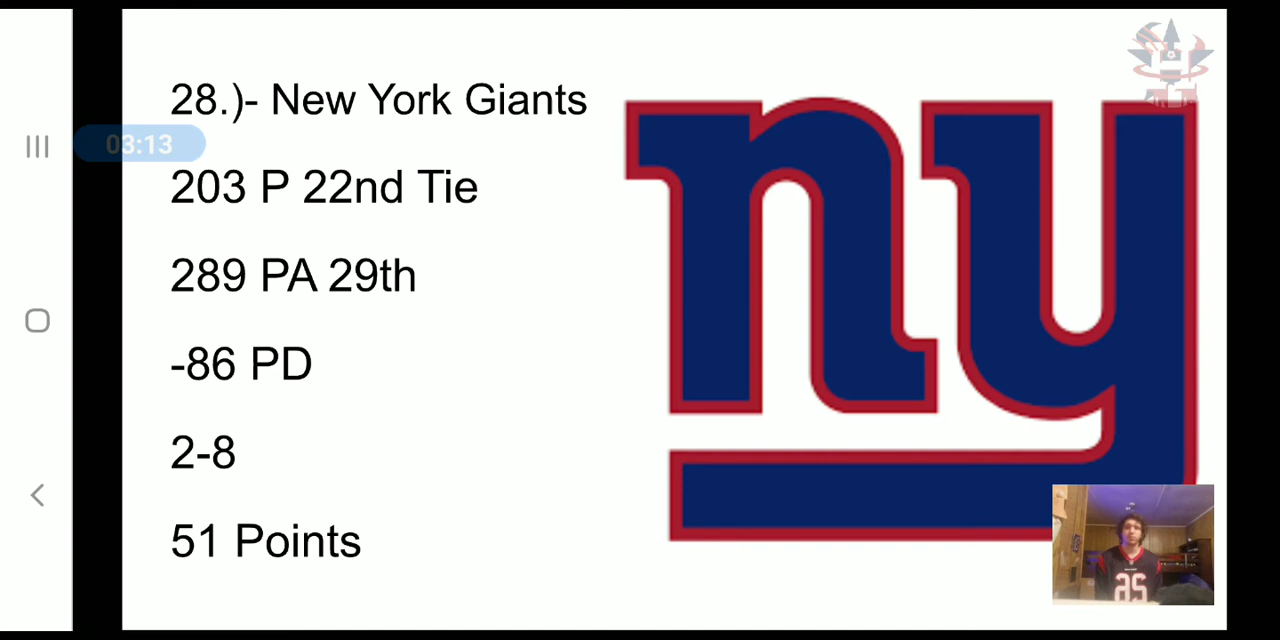 28.)- New York Giants
03:13
203 P 22nd Tie
289 PA 29th
-86 PD
2-8
51 Points
ny
25